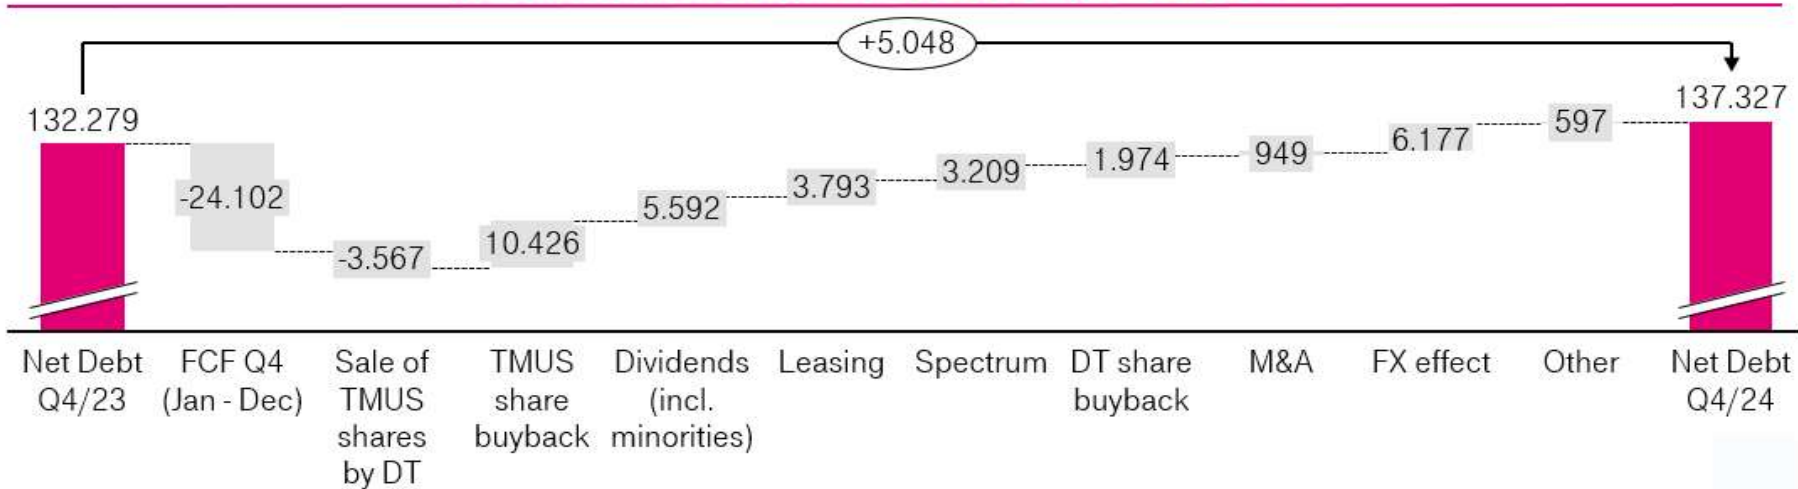 +5.048
132.279
-24.102
-3.567
10.426
5.592
3.793
3.209
1.974
949
6.177
597
137.327
Net Debt
Q4/23
FCF Q4
(Jan - Dec)
Sale of
TMUS
shares
by DT
TMUS
share
buyback
Dividends
(incl.
minorities)
Leasing
Spectrum
DT share
buyback
M&A
FX effect
Other
Net Debt
Q4/24